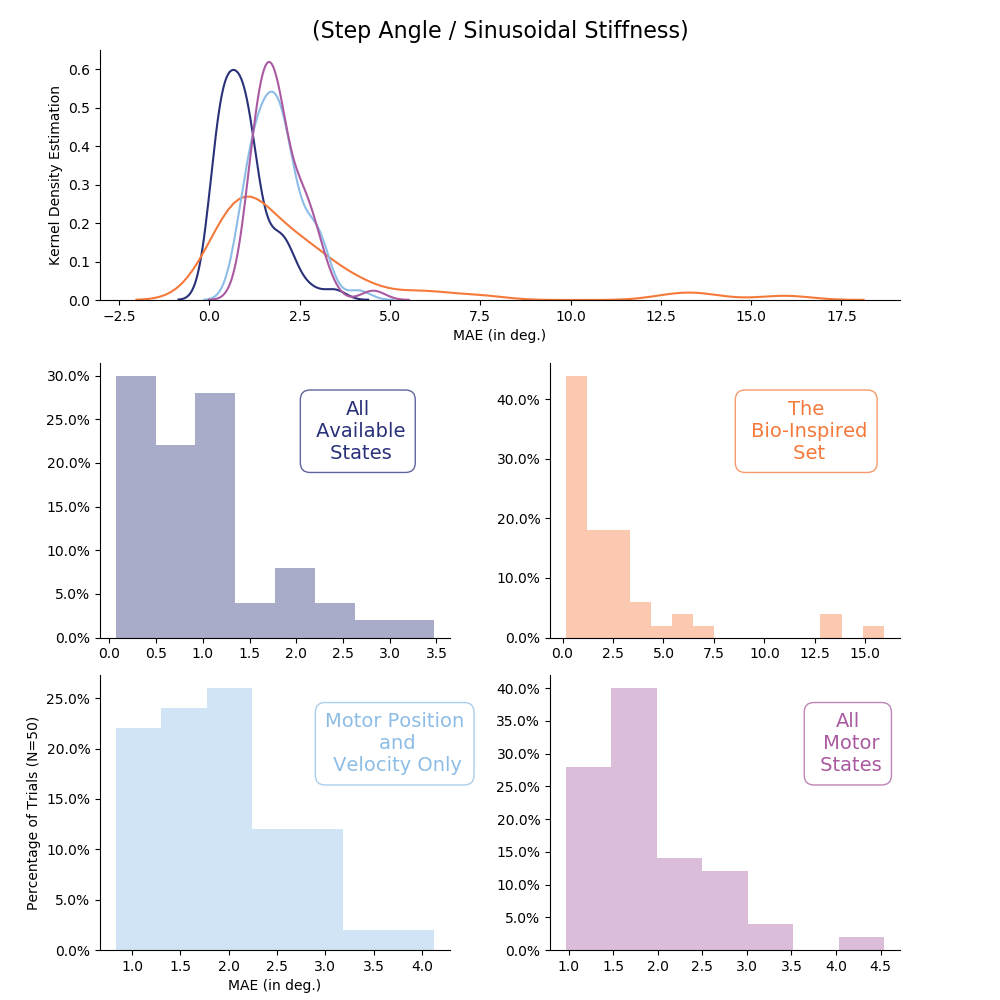 (Step Angle / Sinusoidal Stiffness)
Kernel Density Estimation
0.6
0.5
0.4
0.3
0.2
0.1
0.0
−2.5 0.0 2.5 5.0 7.5 10.0 12.5 15.0 17.5
MAE (in deg.)
30.0%
25.0%
20.0%
15.0%
10.0%
5.0%
0.0%
0.0 0.5 1.0 1.5 2.0 2.5 3.0 3.5
All
Available
States
40.0%
30.0%
20.0%
10.0%
0.0%
0.0 2.5 5.0 7.5 10.0 12.5 15.0
The
Bio-Inspired
Set
Percentage of Trials (N=50)
25.0%
20.0%
15.0%
10.0%
5.0%
0.0%
1.0 1.5 2.0 2.5 3.0 3.5 4.0
MAE (in deg.)
Motor Position
and
Velocity Only
40.0%
35.0%
30.0%
25.0%
20.0%
15.0%
10.0%
5.0%
0.0%
1.0 1.5 2.0 2.5 3.0 3.5 4.0 4.5
All
Motor
States